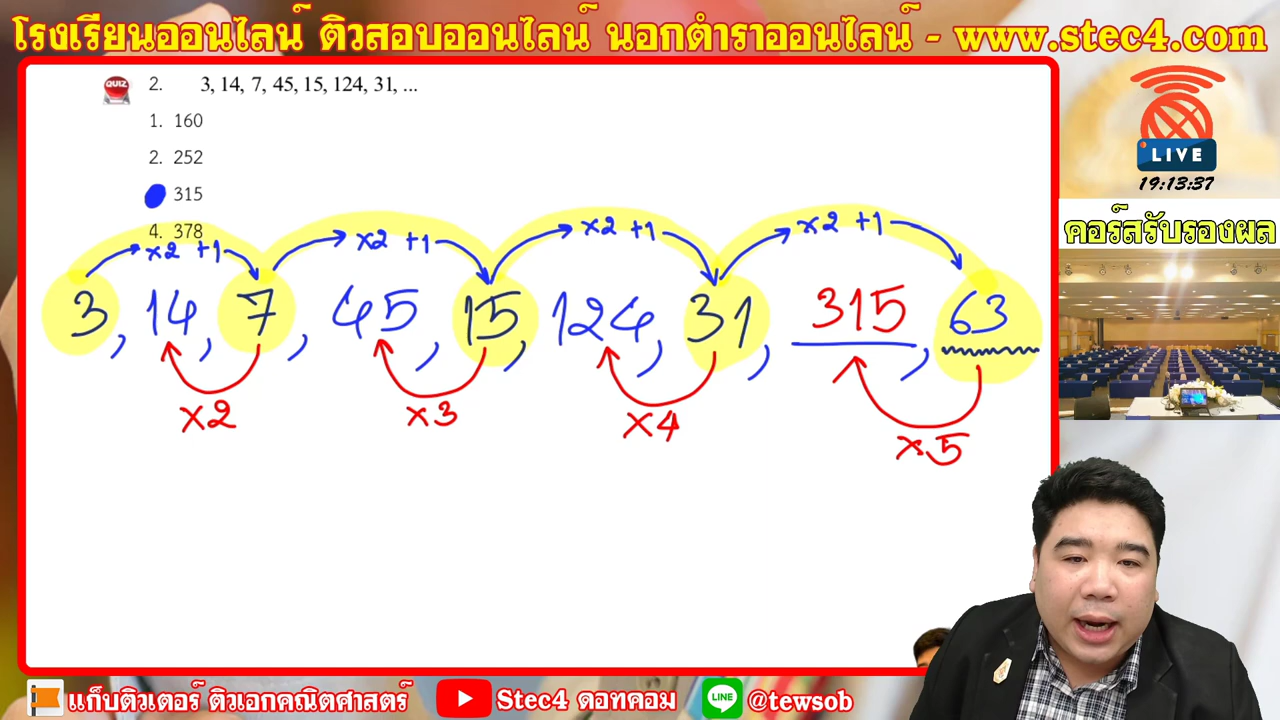 โรงเรียนออนไลน์ ติวสอบออนไลน์ นอกตำราออนไลน์ - www.stec4.com
QUIZ 2. 3, 14, 7, 45, 15, 124, 31, ...
1. 160
2. 252
315
4. 378
×2 +1 ×2 +1 ×2 +1 ×2 +1
3, 14, 7, 45, 15, 124, 31, 315, 63
×2 ×3 ×4 ×5
LIVE
19:13:37
คอร์สรับรองผล
แก็บติวเตอร์ ติวเอกคณิตศาสตร์ Stec4 ดอทคอม LINE @tewsob